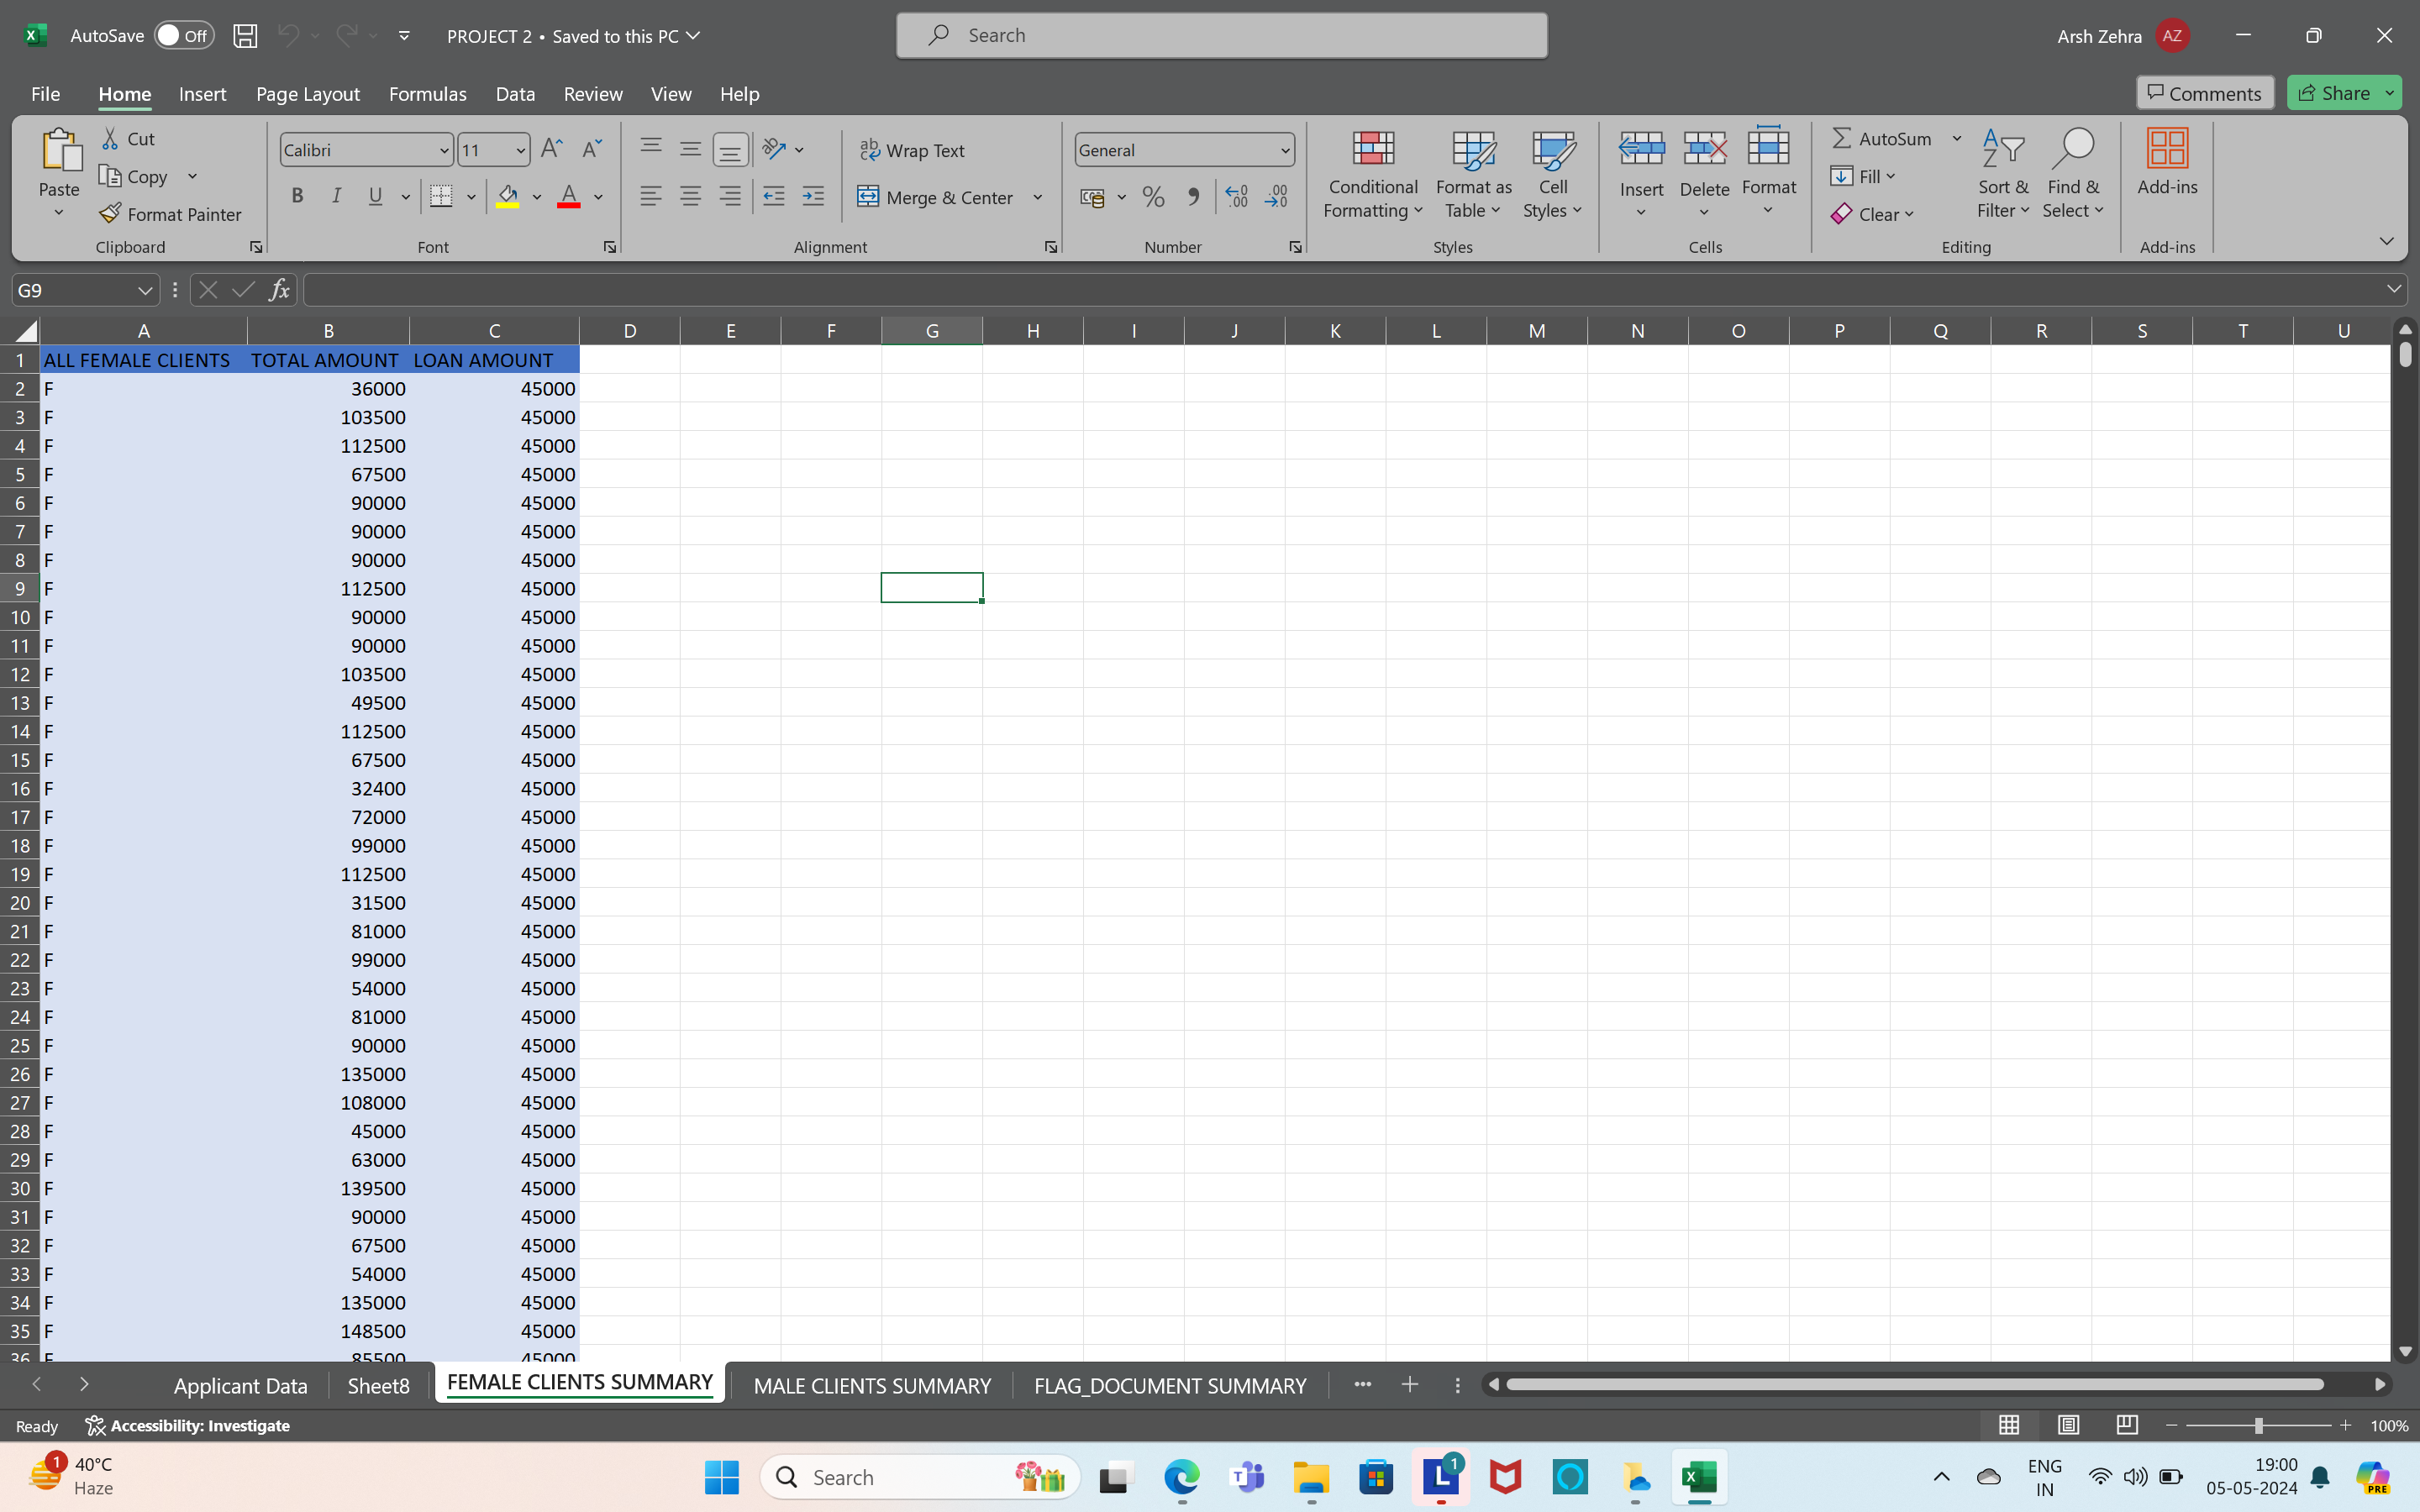 AutoSave Off PROJECT 2 • Saved to this PC Search Arsh Zehra AZ
File Home Insert Page Layout Formulas Data Review View Help Comments Share
Paste Cut Copy Format Painter Clipboard
Calibri 11 B I U A Font
ab Wrap Text Merge & Center Alignment
General % Number
Conditional Formatting Format as Table Cell Styles Styles
Insert Delete Format Cells
AutoSum Fill Clear Sort & Filter Find & Select Editing
Add-ins Add-ins
G9 fx
A B C D E F G H I J K L M N O P Q R S T U
1 ALL FEMALE CLIENTS TOTAL AMOUNT LOAN AMOUNT
2 F 36000 45000
3 F 103500 45000
4 F 112500 45000
5 F 67500 45000
6 F 90000 45000
7 F 90000 45000
8 F 90000 45000
9 F 112500 45000
10 F 90000 45000
11 F 90000 45000
12 F 103500 45000
13 F 49500 45000
14 F 112500 45000
15 F 67500 45000
16 F 32400 45000
17 F 72000 45000
18 F 99000 45000
19 F 112500 45000
20 F 31500 45000
21 F 81000 45000
22 F 99000 45000
23 F 54000 45000
24 F 81000 45000
25 F 90000 45000
26 F 135000 45000
27 F 108000 45000
28 F 45000 45000
29 F 63000 45000
30 F 139500 45000
31 F 90000 45000
32 F 67500 45000
33 F 54000 45000
34 F 135000 45000
35 F 148500 45000
36 F 85500 45000
Applicant Data Sheet8 FEMALE CLIENTS SUMMARY MALE CLIENTS SUMMARY FLAG_DOCUMENT SUMMARY
Ready Accessibility: Investigate 100%
1 40°C Search 1 ENG 19:00
Haze IN 05-05-2024 PRE